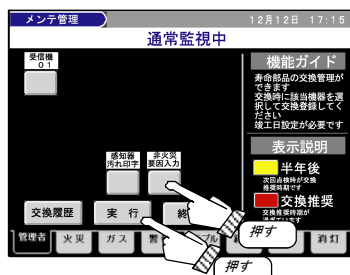 メンテ管理
12月12日 17:15
通常監視中
受信機
01
機能ガイド
寿命部品の交換管理が
できます
交換時に該当機器を選
択して交換登録してく
ださい
竣工日設定が必要です
表示説明
半年後
次回点検時が交換
推奨時期です
交換推奨
交換推奨時期が
過ぎています
感知器
汚れ印字
非火災
要因入力
交換履歴
実 行
終
押す
管理者
火災
ガス
消灯
押す